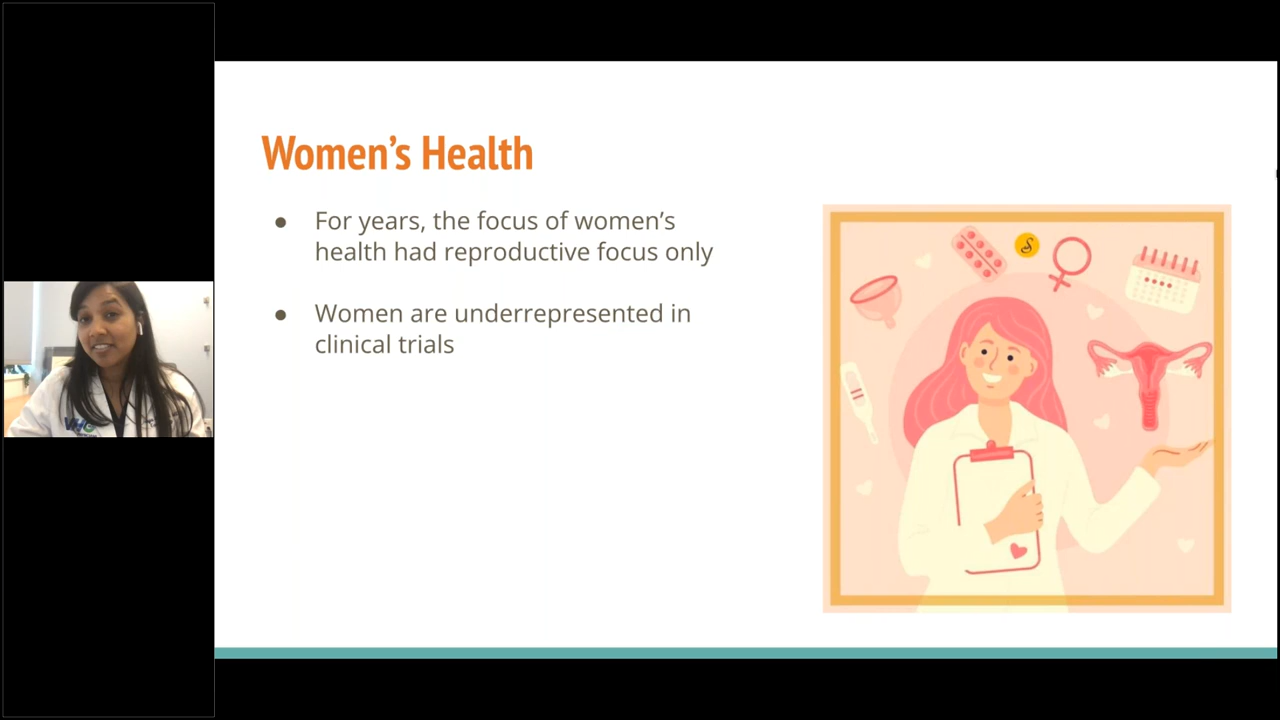 Women’s Health
● For years, the focus of women’s
health had reproductive focus only
● Women are underrepresented in
clinical trials